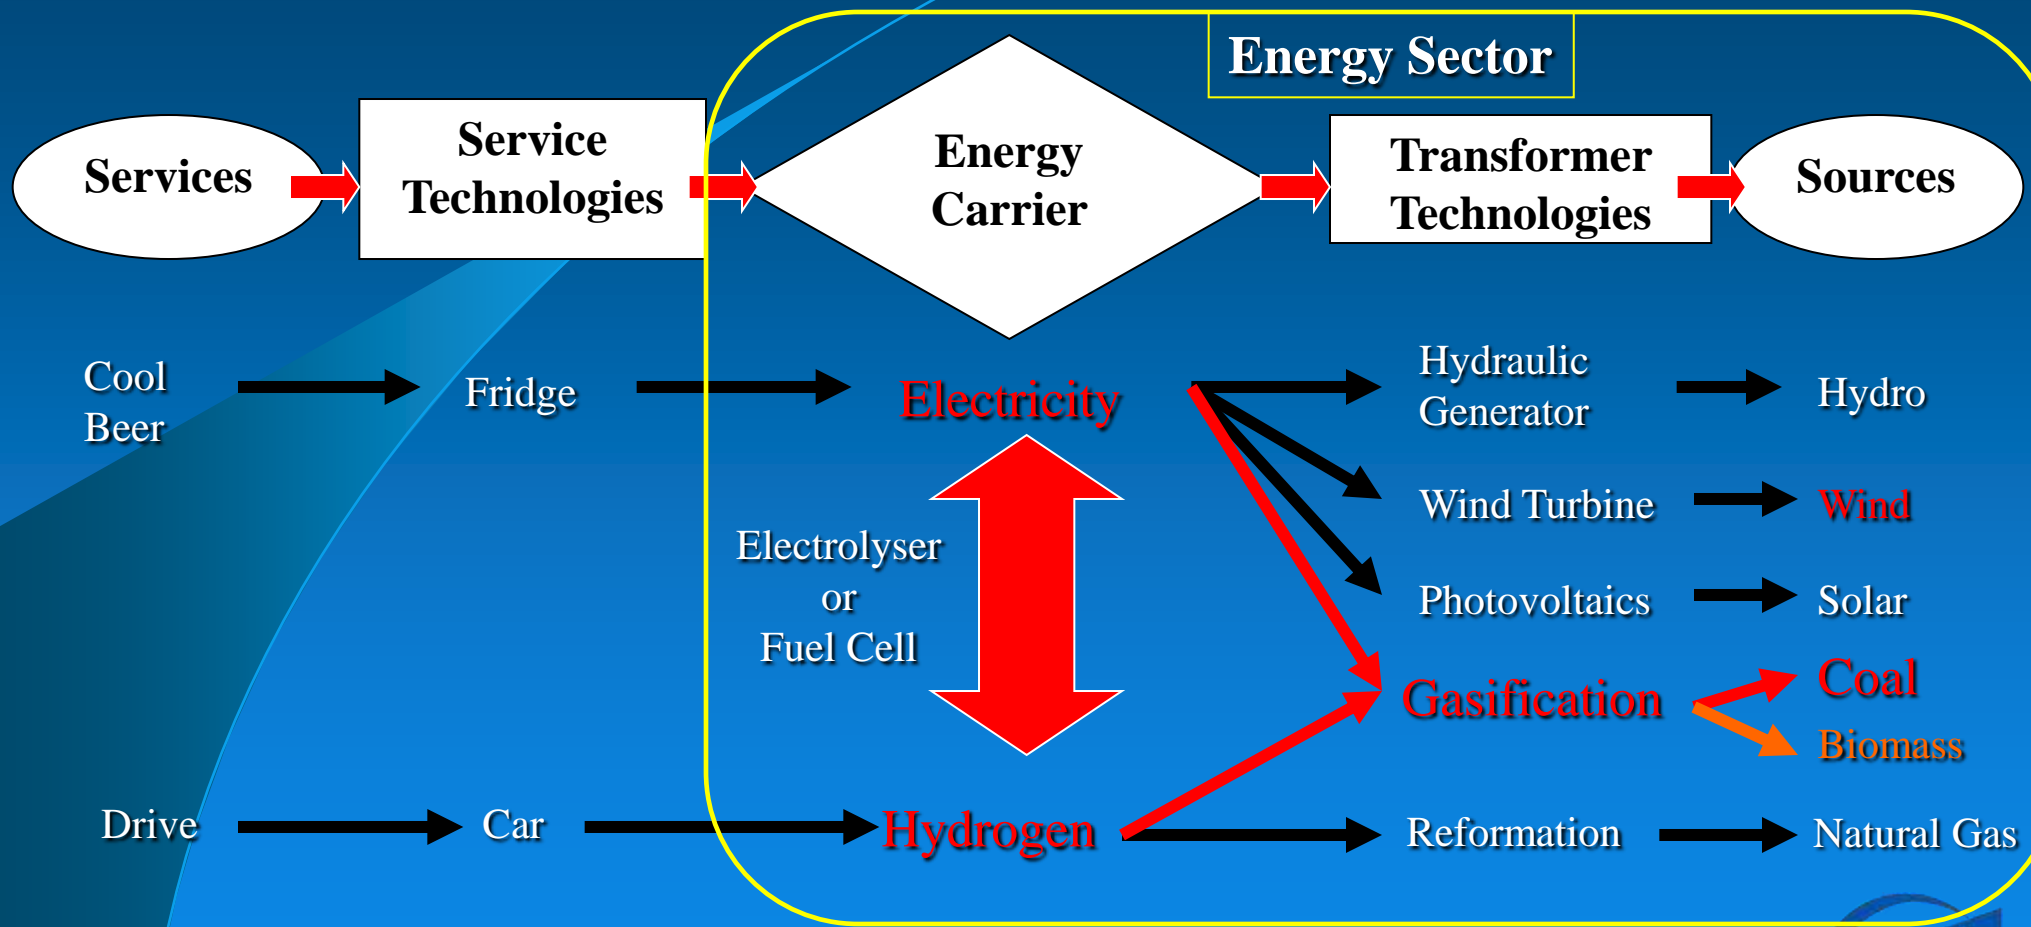 Energy Sector
Services
Service
Technologies
Energy
Carrier
Transformer
Technologies
Sources
Cool
Beer
Fridge
Electricity
Hydraulic
Generator
Hydro
Wind Turbine
Wind
Electrolyser
or
Fuel Cell
Photovoltaics
Solar
Gasification
Coal
Biomass
Drive
Car
Hydrogen
Reformation
Natural Gas